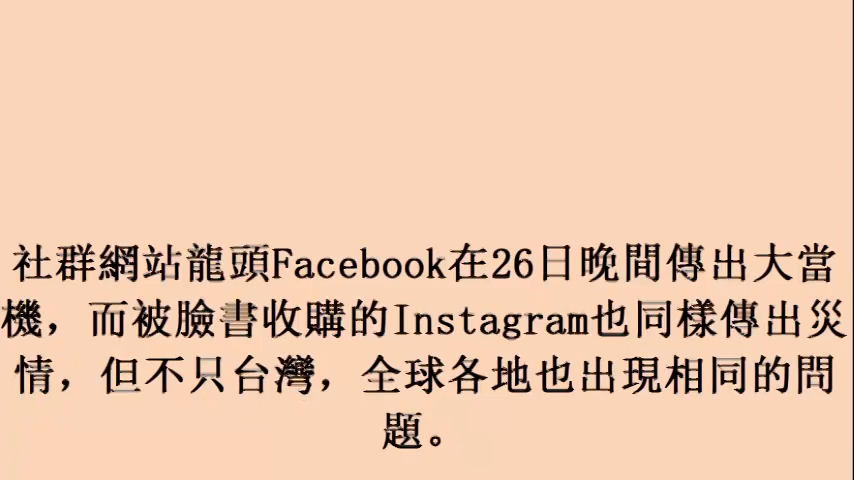 社群網站龍頭Facebook在26日晚間傳出大當
機，而被臉書收購的Instagram也同樣傳出災
情，但不只台灣，全球各地也出現相同的問
題。